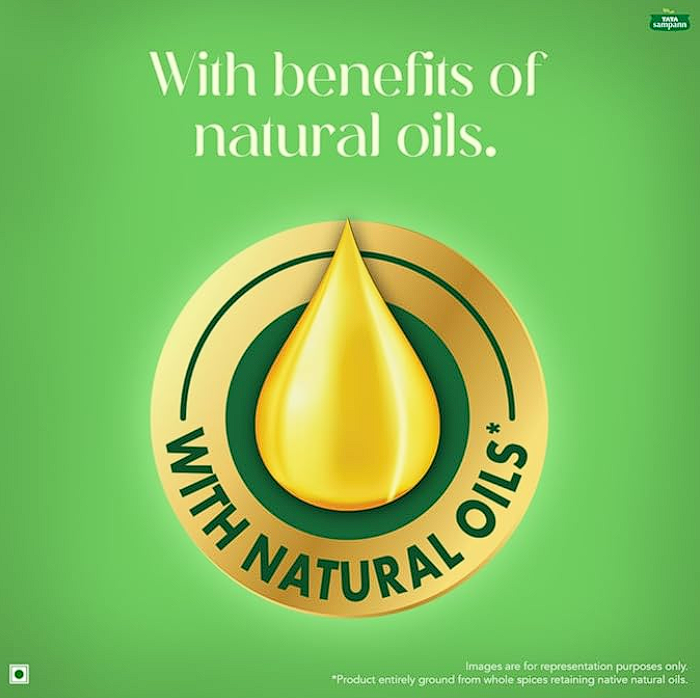 TATA
sampann
With benefits of
natural oils.
WITH NATURAL OILS*
Images are for representation purposes only.
*Product entirely ground from whole spices retaining native natural oils.